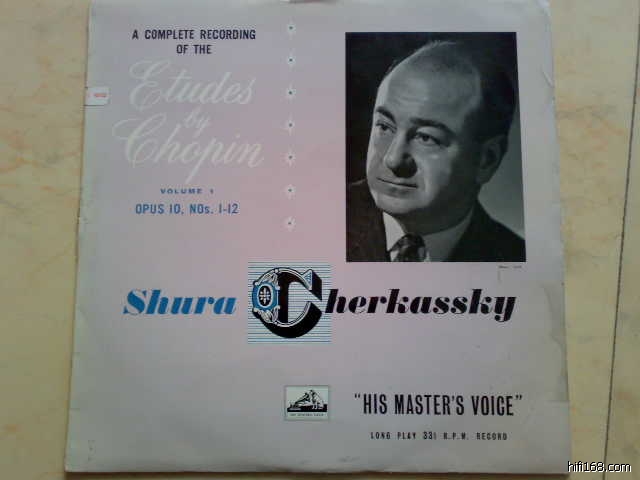 A COMPLETE RECORDING
OF THE
Etudes
by
Chopin
VOLUME 1
OPUS 10, NOs. 1-12
Shura Cherkassky
"HIS MASTER'S VOICE"
LONG PLAY 33⅓ R.P.M. RECORD
hifi168.com